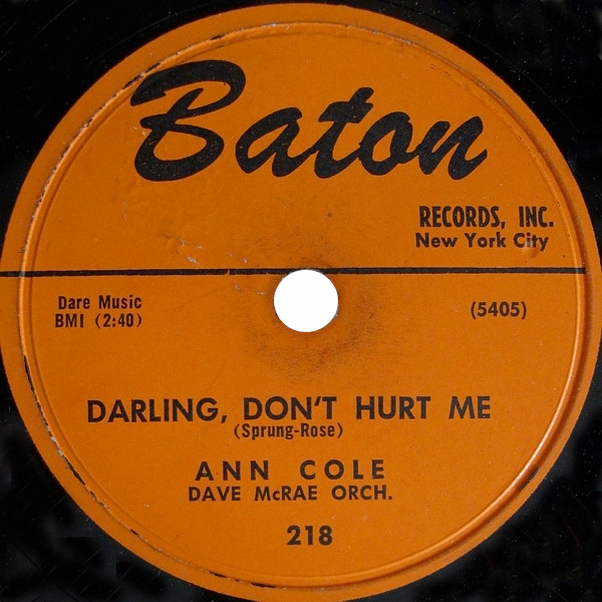 Baton
RECORDS, INC.
New York City
Dare Music
BMI (2:40)
(5405)
DARLING, DON'T HURT ME
(Sprung-Rose)
ANN COLE
DAVE McRAE ORCH.
218